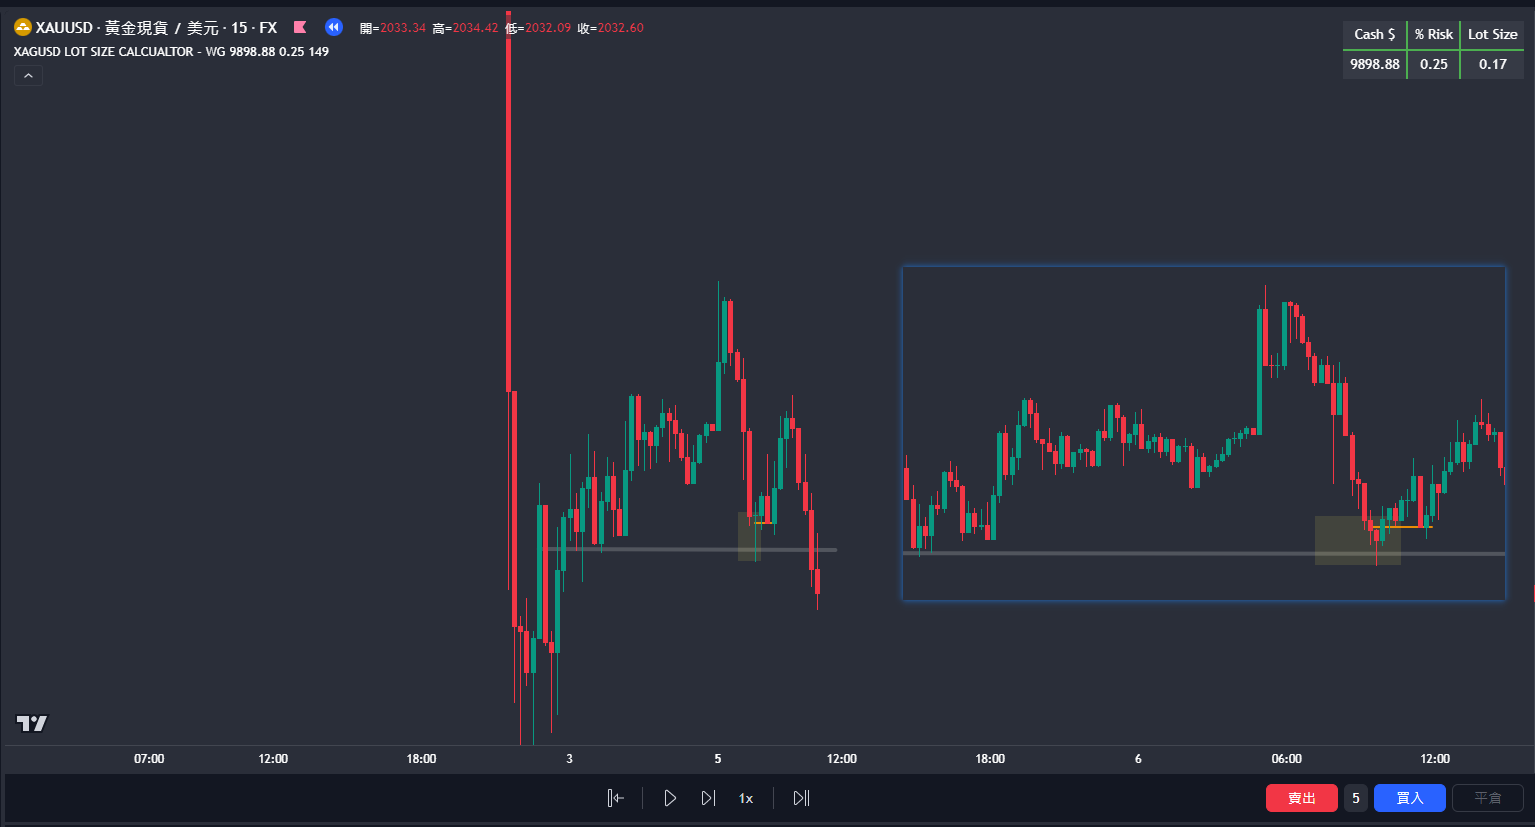 XAUUSD · 黃金現貨 / 美元 · 15 · FX 開=2033.34 高=2034.42 低=2032.09 收=2032.60
XAGUSD LOT SIZE CALCUALTOR - WG 9898.88 0.25 149
Cash $ % Risk Lot Size
9898.88 0.25 0.17
07:00 12:00 18:00 3 5 12:00 18:00 6 06:00 12:00
1x
賣出 5 買入 平倉